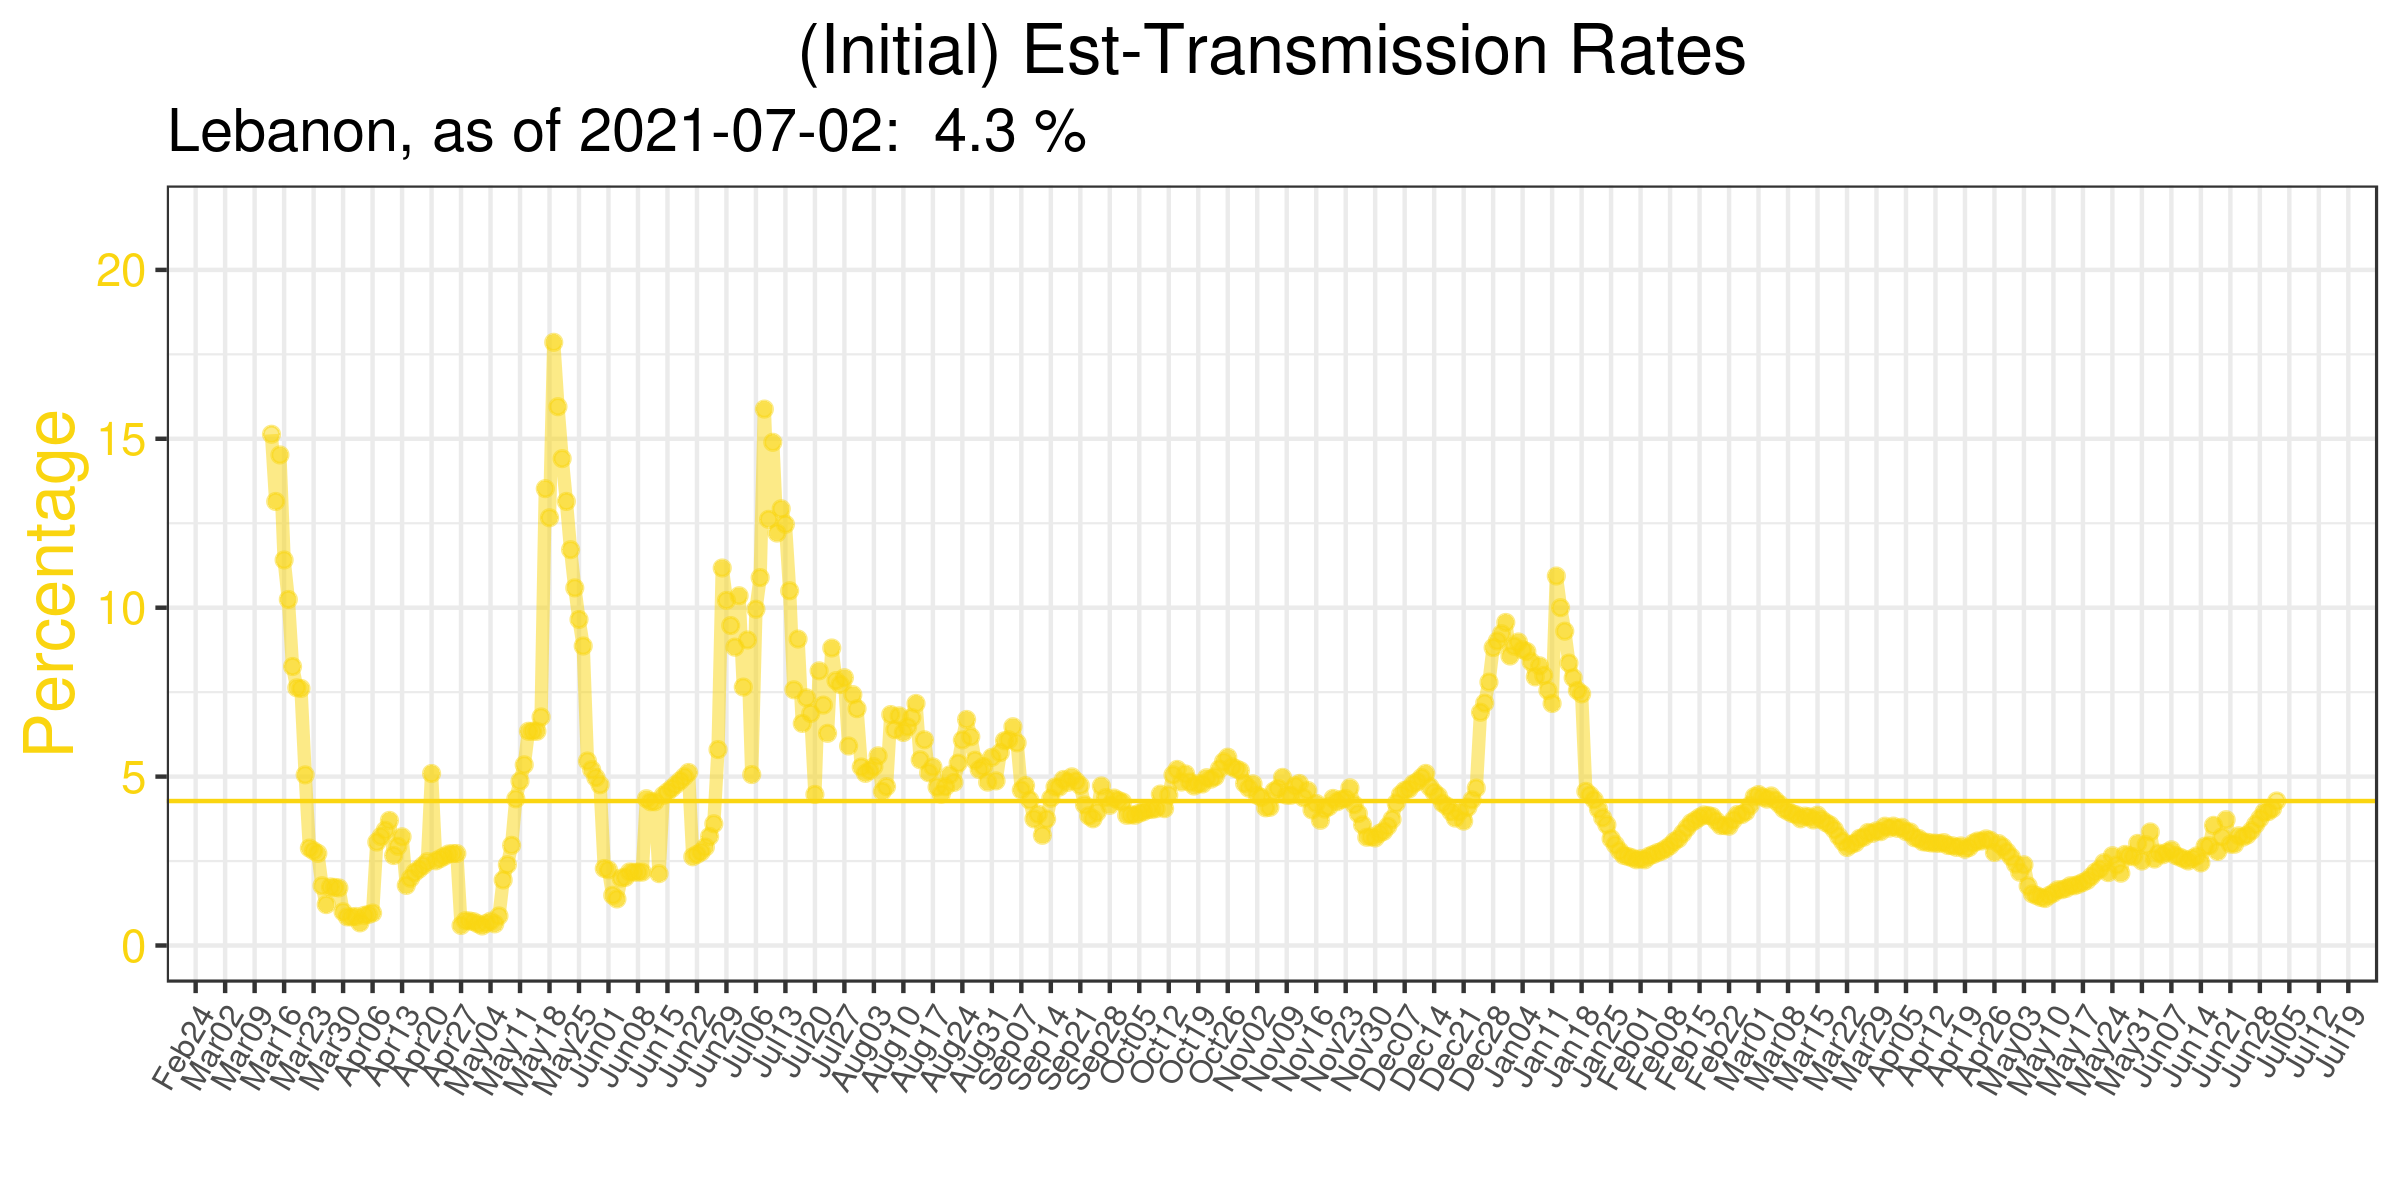 (Initial) Est-Transmission Rates
Lebanon, as of 2021-07-02:  4.3 %
Percentage
20
15
10
5
0
Feb24
Mar02
Mar09
Mar16
Mar23
Mar30
Apr06
Apr13
Apr20
Apr27
May04
May11
May18
May25
Jun01
Jun08
Jun15
Jun22
Jun29
Jul06
Jul13
Jul20
Jul27
Aug03
Aug10
Aug17
Aug24
Aug31
Sep07
Sep14
Sep21
Sep28
Oct05
Oct12
Oct19
Oct26
Nov02
Nov09
Nov16
Nov23
Nov30
Dec07
Dec14
Dec21
Dec28
Jan04
Jan11
Jan18
Jan25
Feb01
Feb08
Feb15
Feb22
Mar01
Mar08
Mar15
Mar22
Mar29
Apr05
Apr12
Apr19
Apr26
May03
May10
May17
May24
May31
Jun07
Jun14
Jun21
Jun28
Jul05
Jul12
Jul19